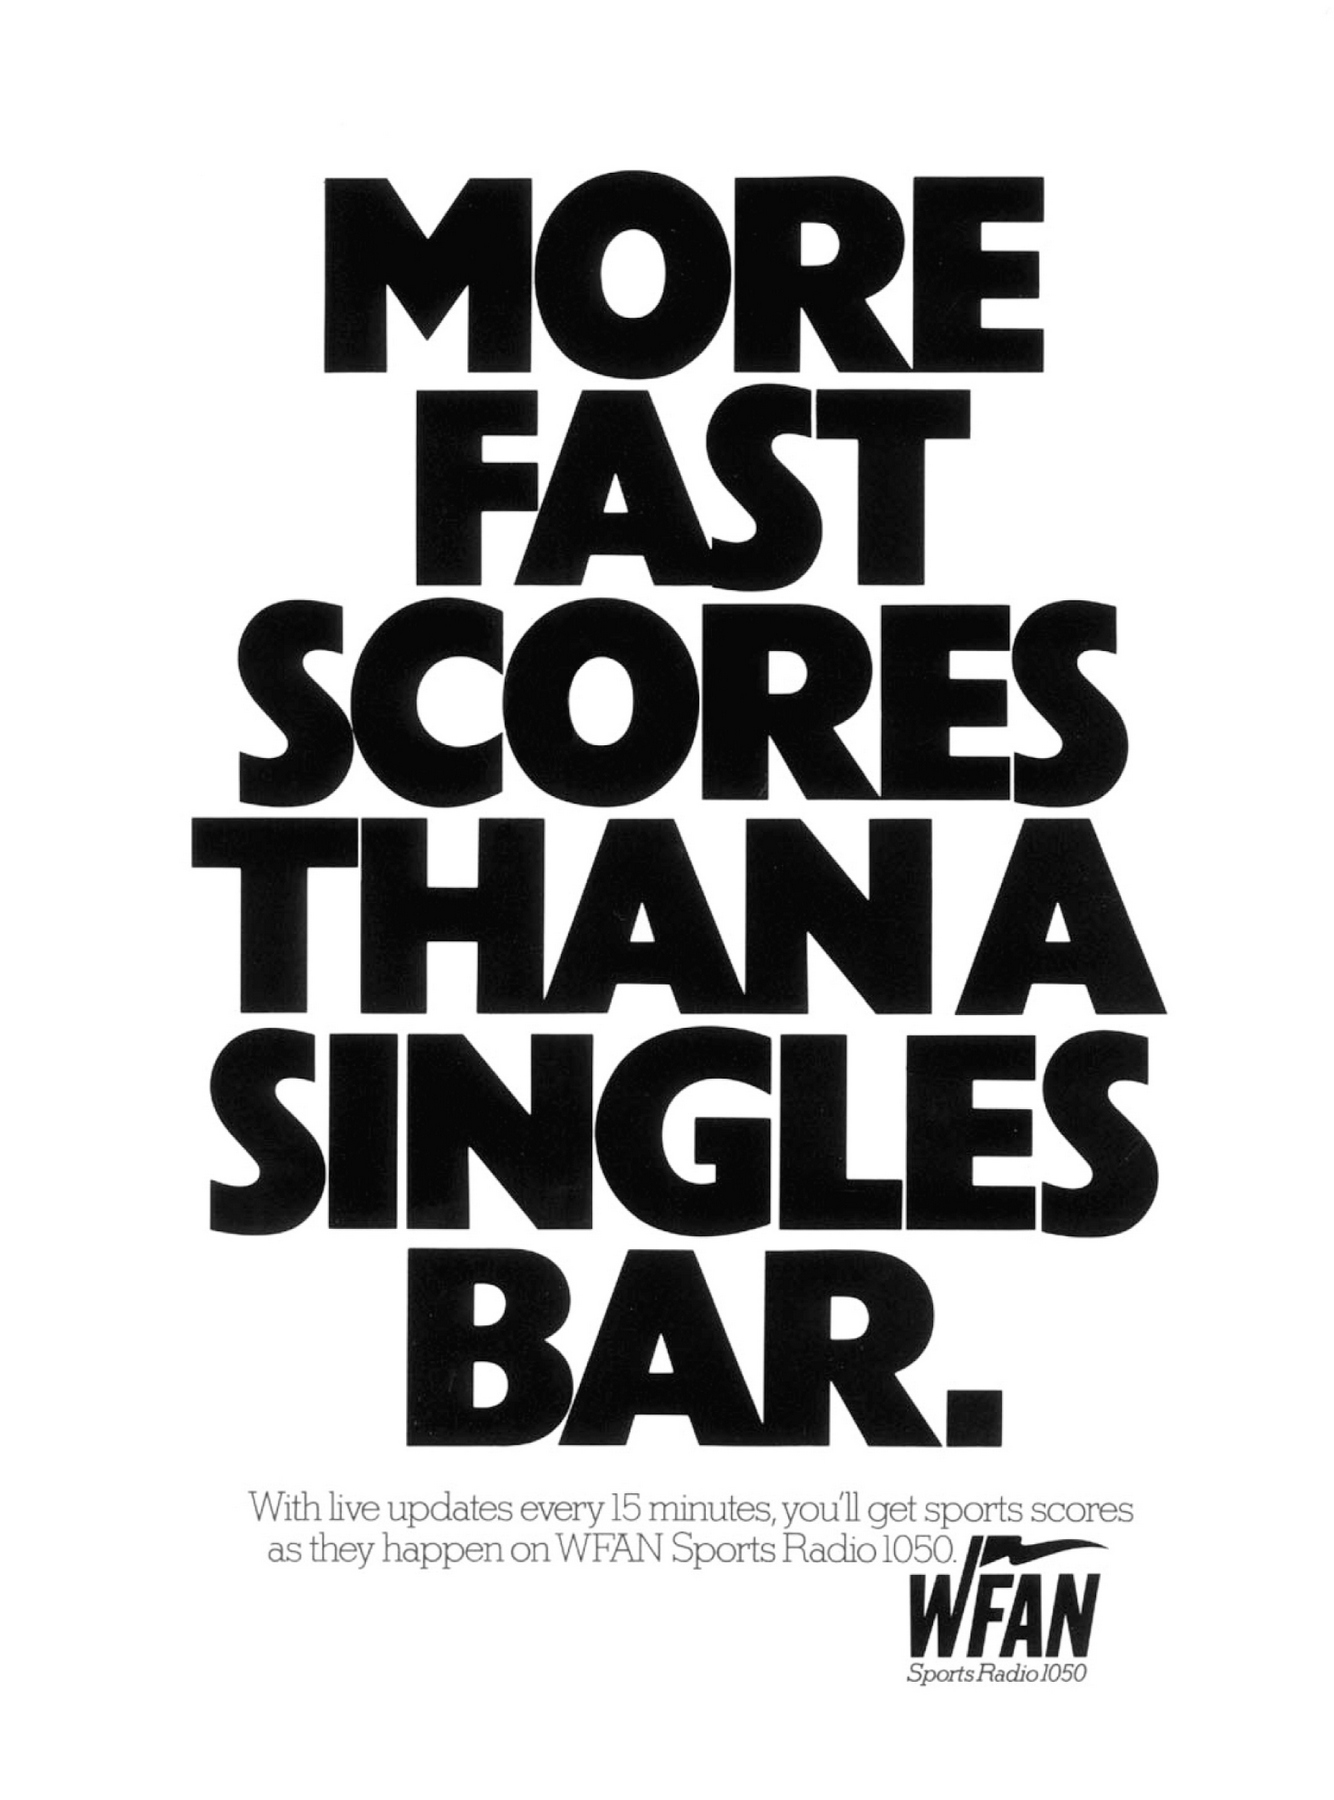 MORE
FAST
SCORES
THAN A
SINGLES
BAR.
With live updates every 15 minutes, you'll get sports scores
as they happen on WFAN Sports Radio 1050.
WFAN
Sports Radio 1050